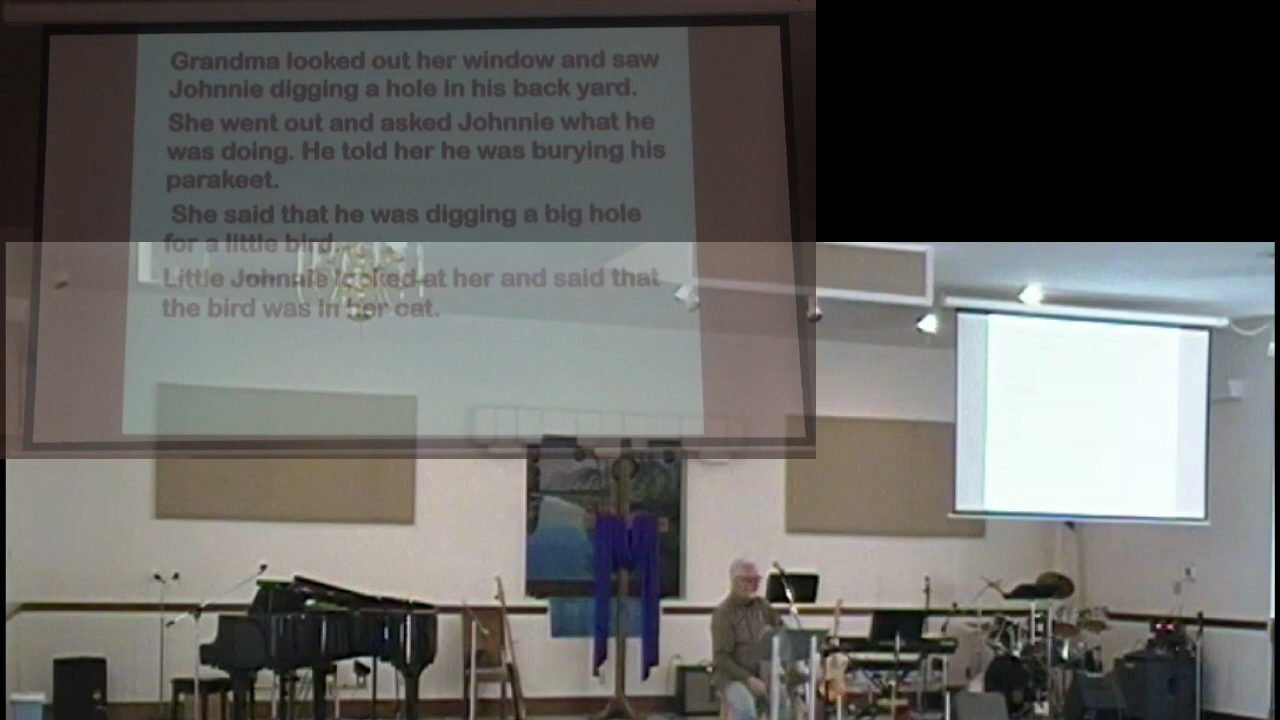 Grandma looked out her window and saw
Johnnie digging a hole in his back yard.
She went out and asked Johnnie what he
was doing. He told her he was burying his
parakeet.
She said that he was digging a big hole
for a little bird.
Little Johnnie looked at her and said that
the bird was in her cat.